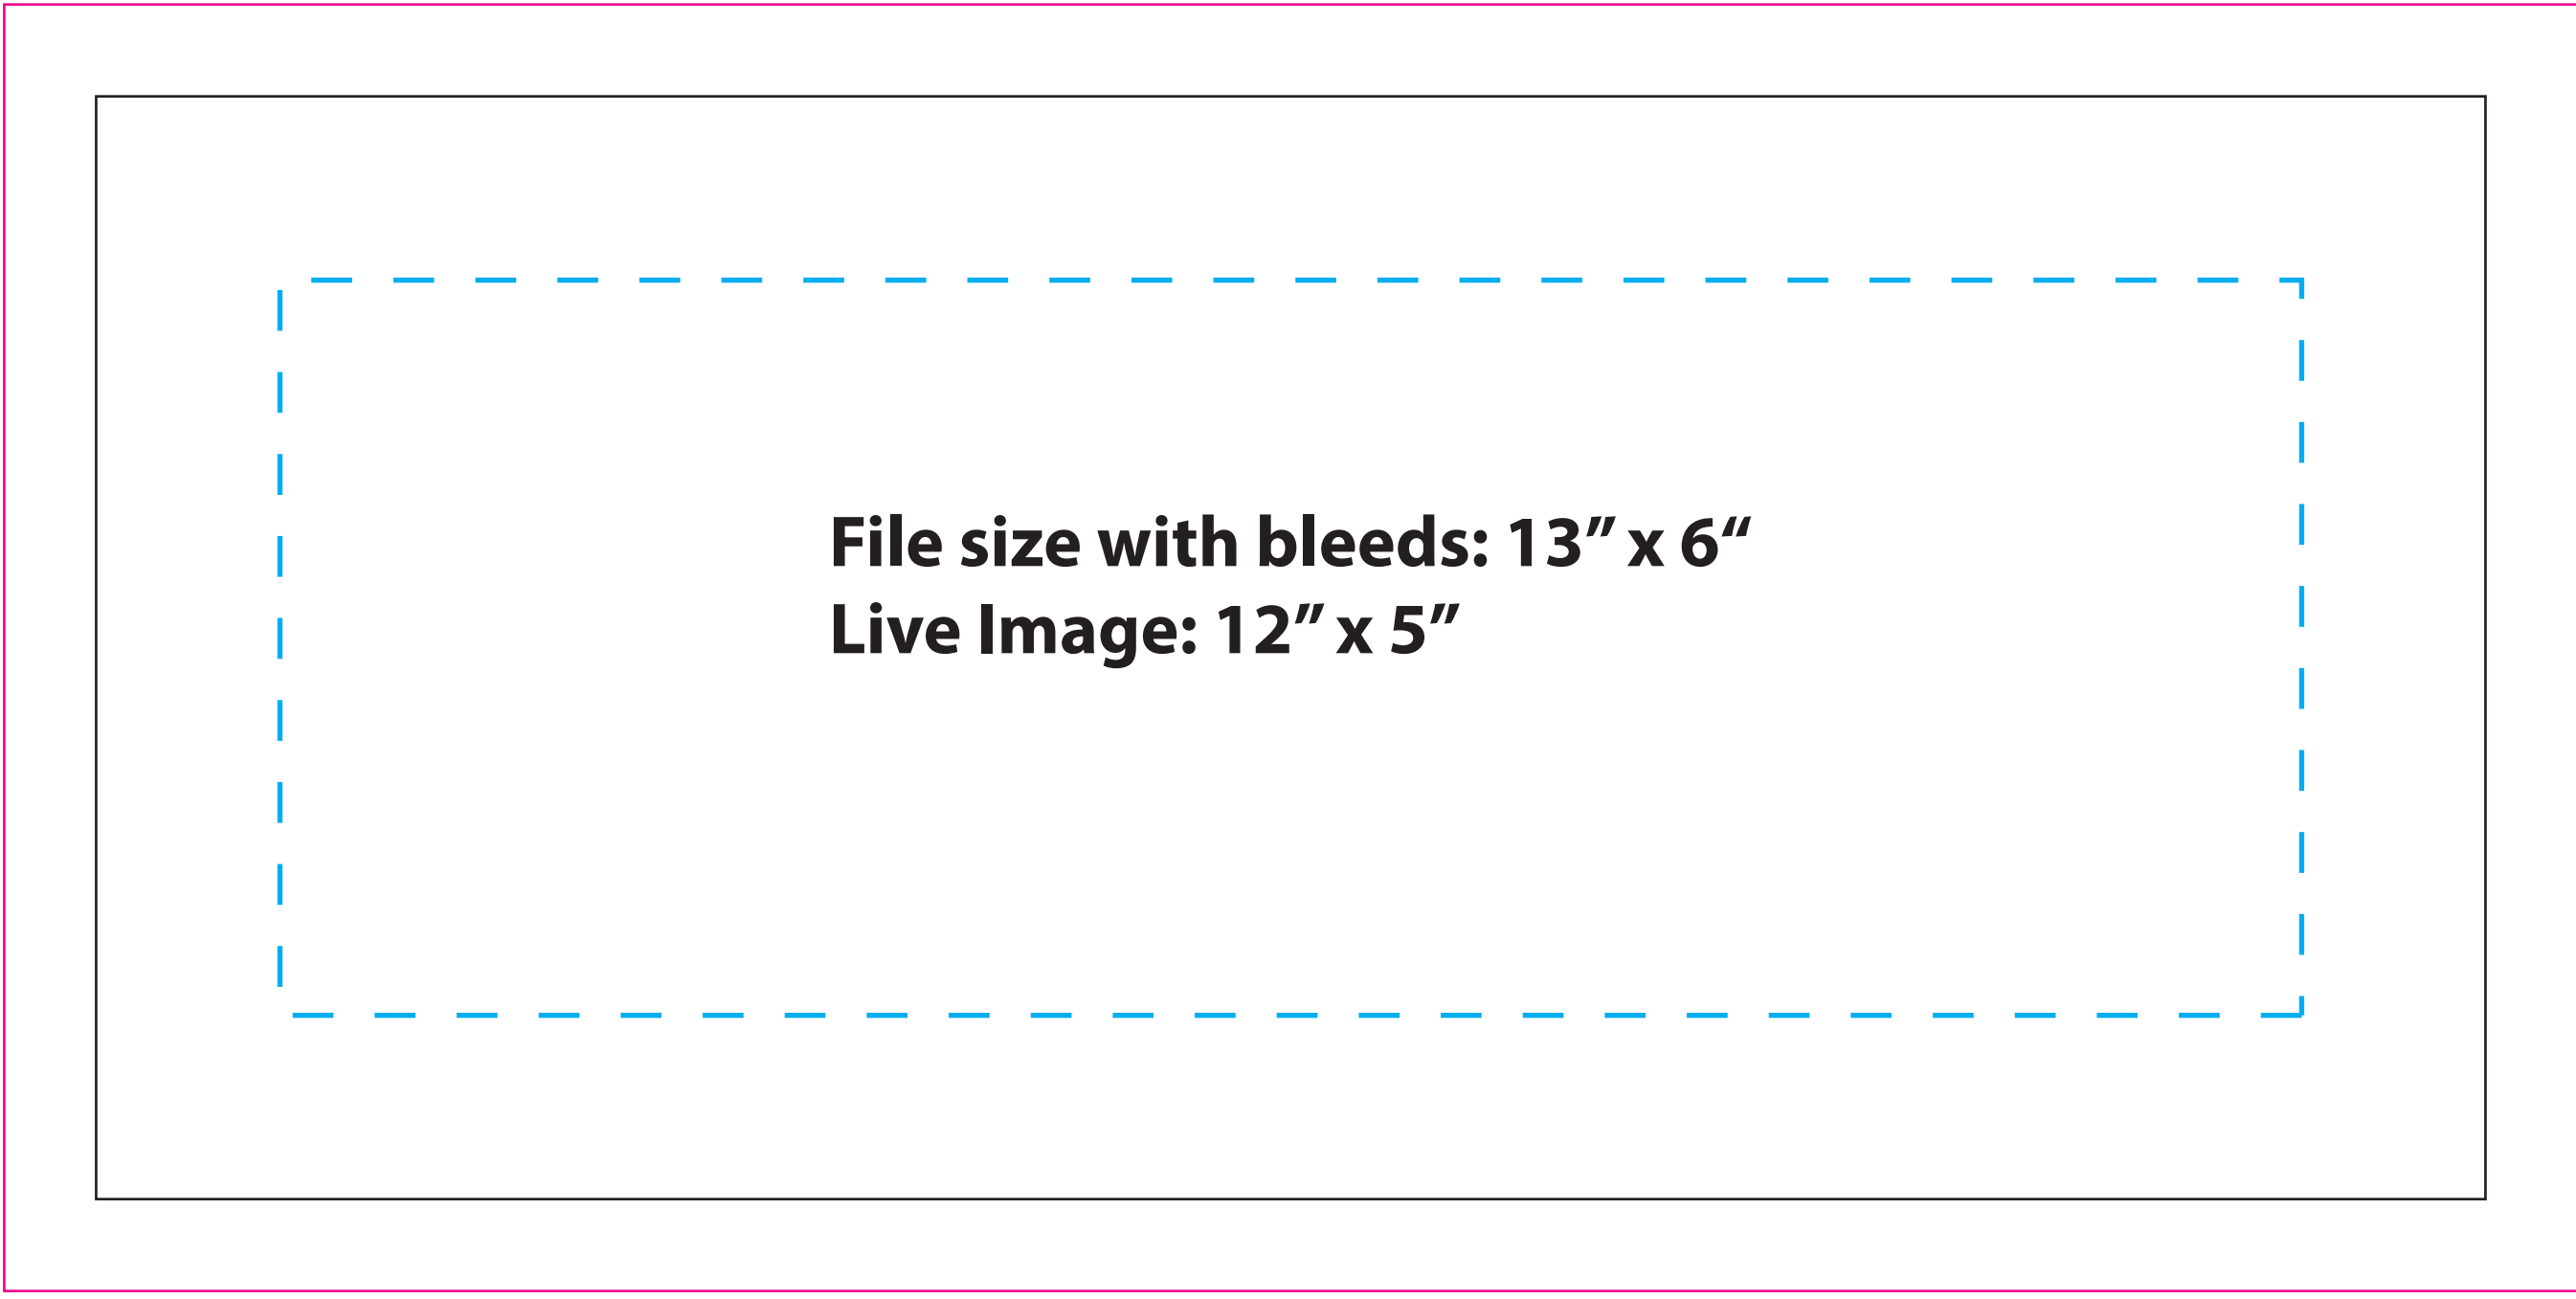 File size with bleeds: 13” x 6“
Live Image: 12” x 5”